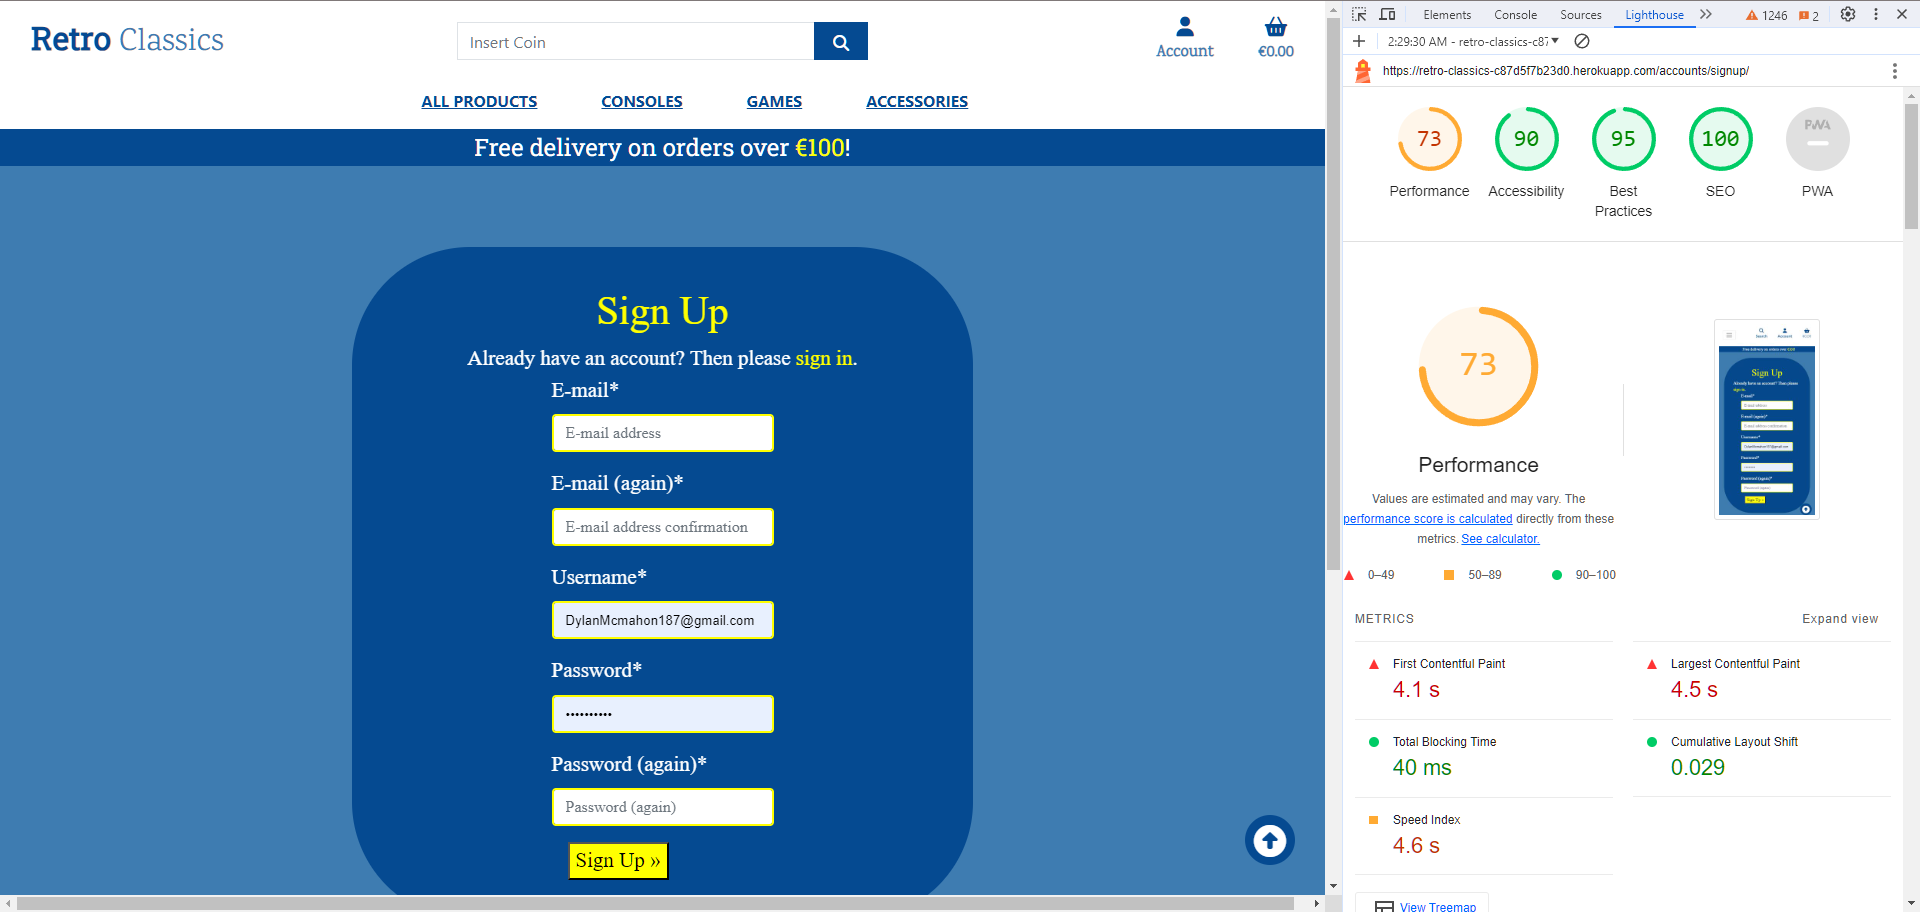 Retro Classics
Insert Coin
Account
€0.00
ALL PRODUCTS
CONSOLES
GAMES
ACCESSORIES
Free delivery on orders over €100!
Sign Up
Already have an account? Then please sign in.
E-mail*
E-mail address
E-mail (again)*
E-mail address confirmation
Username*
DylanMcmahon187@gmail.com
Password*
••••••••••
Password (again)*
Password (again)
Sign Up »
Elements
Console
Sources
Lighthouse
1246
2
2:29:30 AM - retro-classics-c87
https://retro-classics-c87d5f7b23d0.herokuapp.com/accounts/signup/
73
90
95
100
PWA
Performance
Accessibility
Best
Practices
SEO
PWA
73
Performance
Values are estimated and may vary. The
performance score is calculated directly from these
metrics. See calculator.
0–49
50–89
90–100
Sign Up
METRICS
Expand view
First Contentful Paint
4.1 s
Largest Contentful Paint
4.5 s
Total Blocking Time
40 ms
Cumulative Layout Shift
0.029
Speed Index
4.6 s
View Treemap